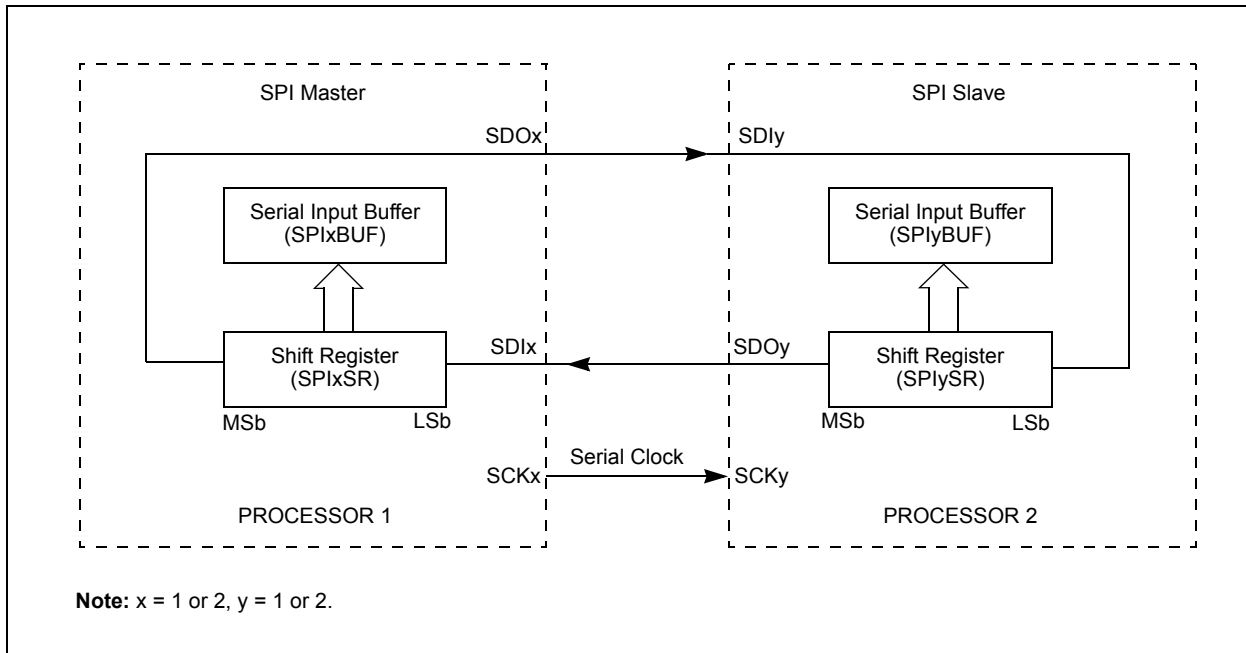 SPI Master
SPI Slave
SDOx
SDIy
Serial Input Buffer
(SPIxBUF)
Serial Input Buffer
(SPIyBUF)
SDIx
SDOy
Shift Register
(SPIxSR)
Shift Register
(SPIySR)
MSb
LSb
MSb
LSb
Serial Clock
SCKx
SCKy
PROCESSOR 1
PROCESSOR 2
Note: x = 1 or 2, y = 1 or 2.